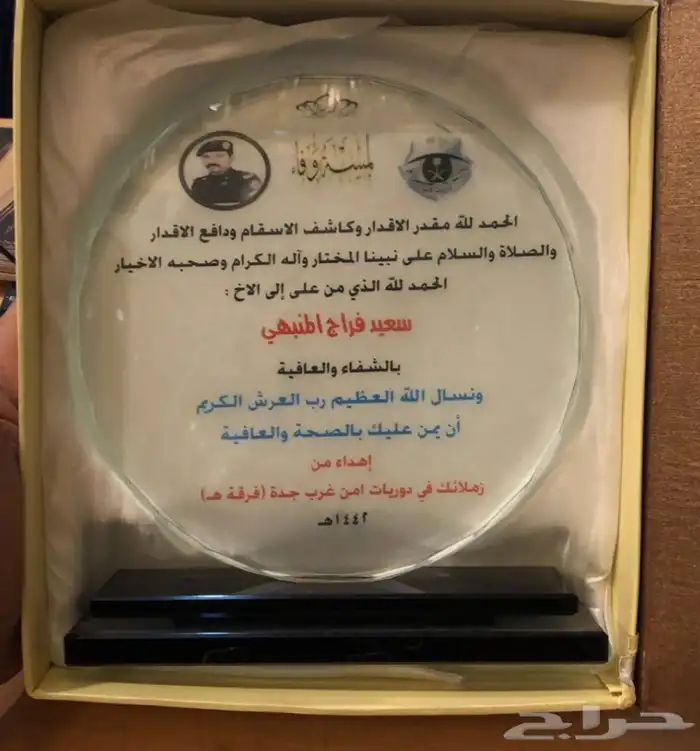 لمسة وفاء
الحمد لله مقدر الاقدار وكاشف الاسقام ودافع الاقدار
والصلاة والسلام على نبينا المختار وآله الكرام وصحبه الاخيار
الحمد لله الذي من على إلى الاخ :
سعيد فراج المنبهي
بالشفاء والعافية
ونسال الله العظيم رب العرش الكريم
أن يمن عليك بالصحة والعافية
إهداء من
زملائك في دوريات امن غرب جدة (فرقة هـ)
١٤٤٢هـ
حراج